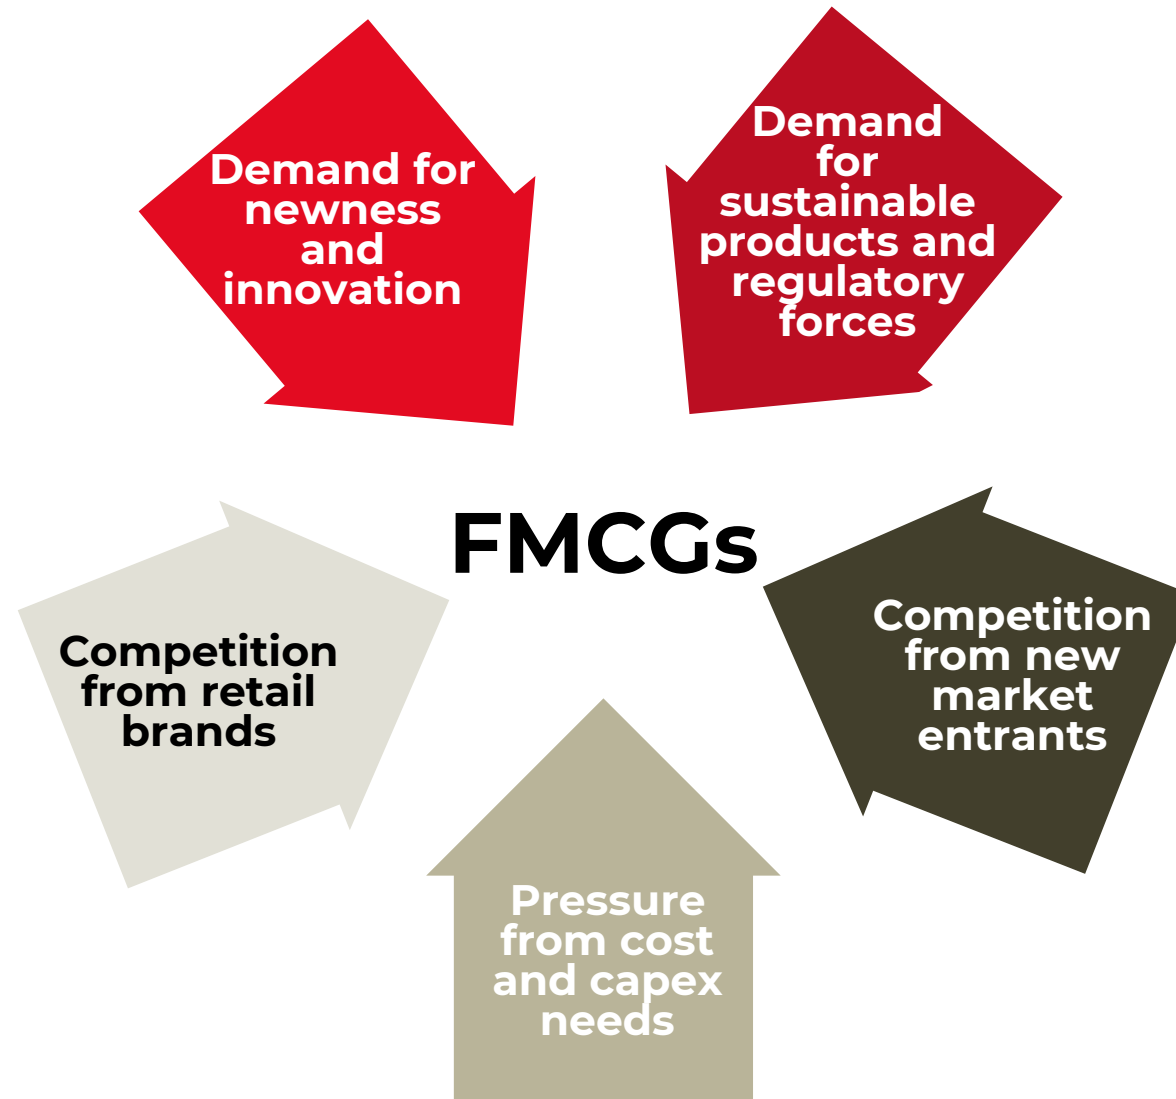 Demand for
newness
and
innovation
Demand
for
sustainable
products and
regulatory
forces
FMCGs
Competition
from retail
brands
Competition
from new
market
entrants
Pressure
from cost
and capex
needs